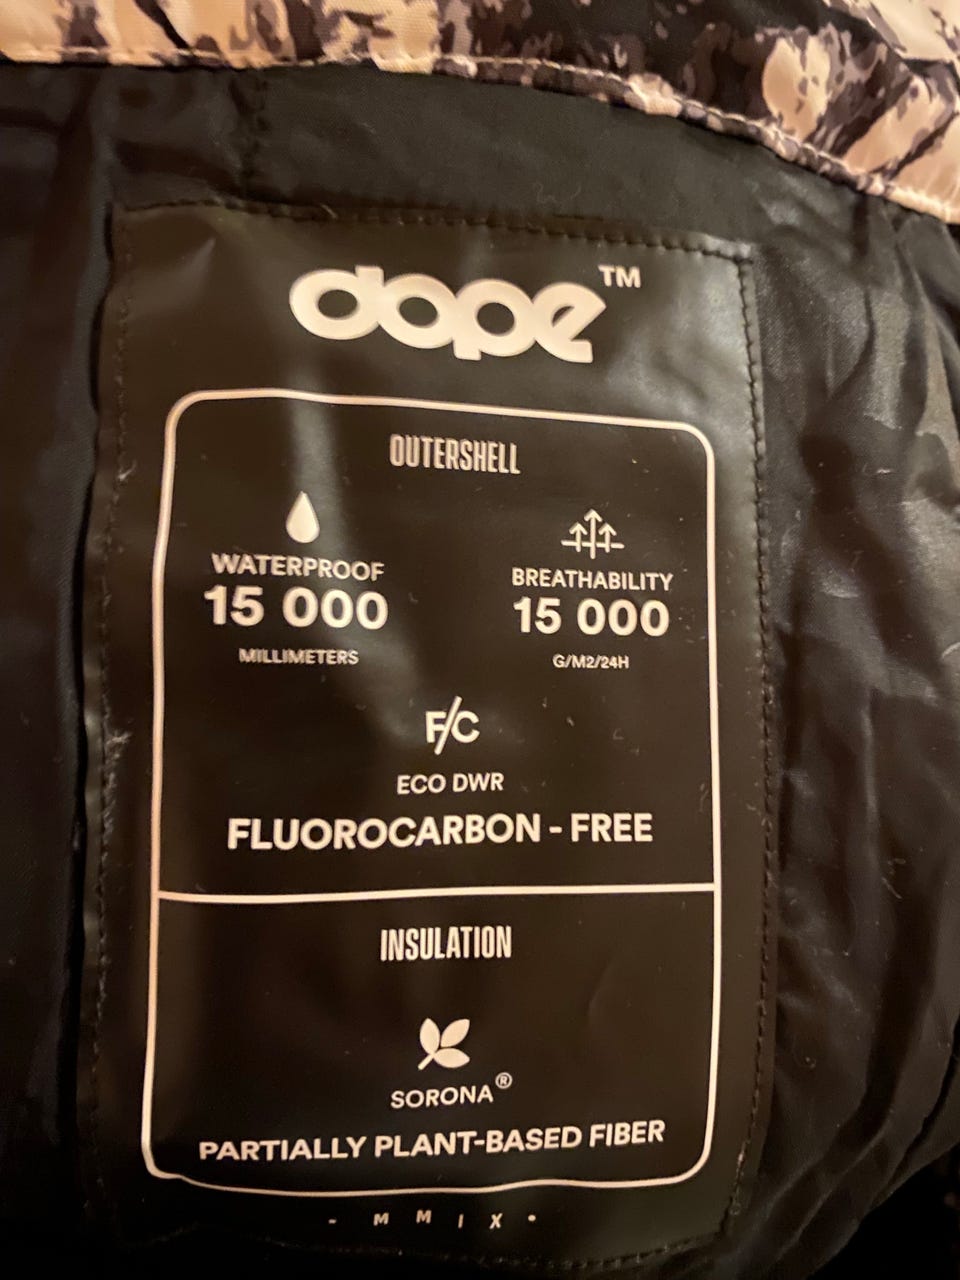 dope™
OUTERSHELL
WATERPROOF
15 000
MILLIMETERS
BREATHABILITY
15 000
G/M2/24H
F/C
ECO DWR
FLUOROCARBON - FREE
INSULATION
SORONA®
PARTIALLY PLANT-BASED FIBER
- M M I X •